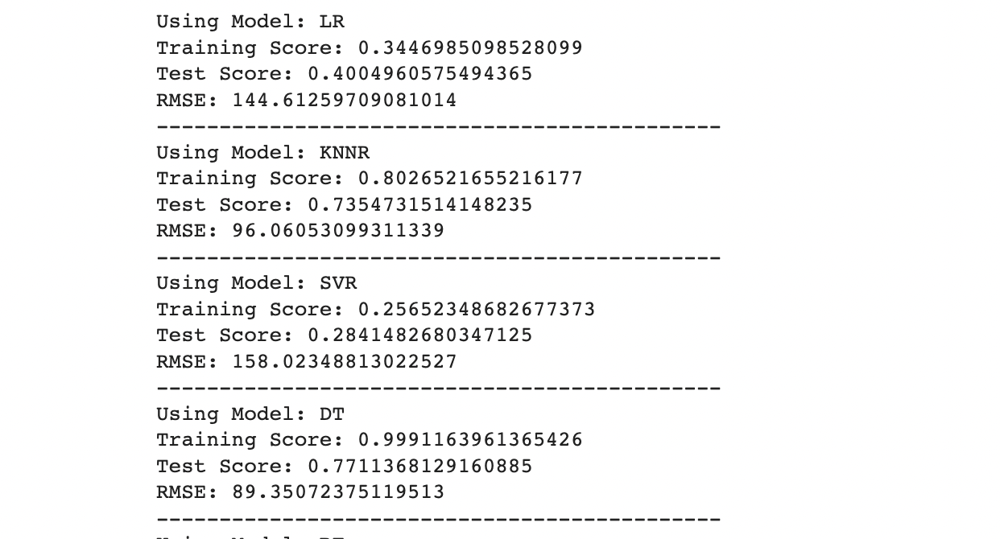 Using Model: LR
Training Score: 0.3446985098528099
Test Score: 0.4004960575494365
RMSE: 144.61259709081014
---------------------------------------------
Using Model: KNNR
Training Score: 0.8026521655216177
Test Score: 0.7354731514148235
RMSE: 96.06053099311339
---------------------------------------------
Using Model: SVR
Training Score: 0.25652348682677373
Test Score: 0.2841482680347125
RMSE: 158.02348813022527
---------------------------------------------
Using Model: DT
Training Score: 0.9991163961365426
Test Score: 0.7711368129160885
RMSE: 89.35072375119513
---------------------------------------------